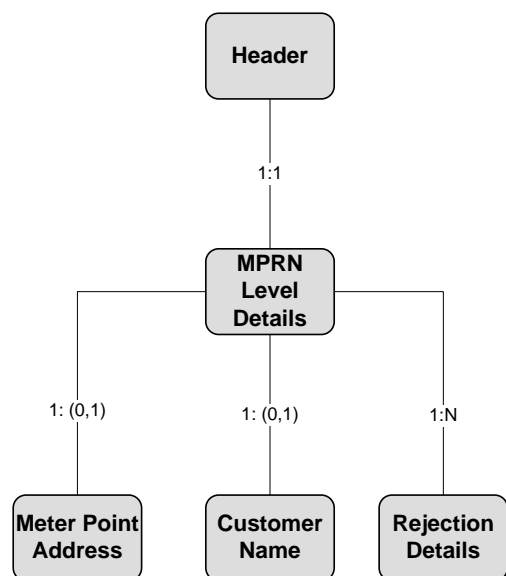 Header
1:1
MPRN
Level
Details
1: (0,1)
1: (0,1)
1:N
Meter Point
Address
Customer
Name
Rejection
Details